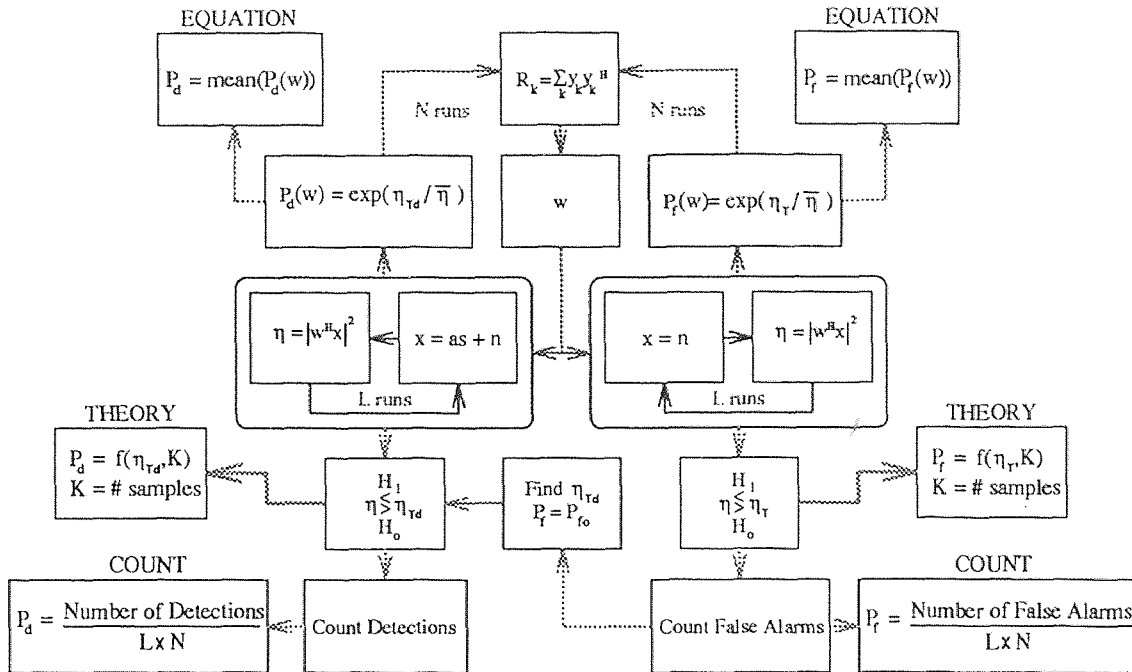 EQUATION
P_d = mean(P_d(w))
R_k = Σ_k y_k y_k^H
EQUATION
P_f = mean(P_f(w))
N runs
N runs
P_d(w) = exp( η_Td / η̅ )
w
P_f(w) = exp( η_T / η̅ )
η = |w^H x|^2
x = as + n
L runs
x = n
η = |w^H x|^2
L runs
THEORY
P_d = f(η_Td, K)
K = # samples
H_1
η ≶ η_Td
H_o
Find η_Td
P_f = P_fo
H_1
η ≶ η_T
H_o
THEORY
P_f = f(η_T, K)
K = # samples
COUNT
P_d = Number of Detections
L x N
Count Detections
Count False Alarms
COUNT
P_f = Number of False Alarms
L x N